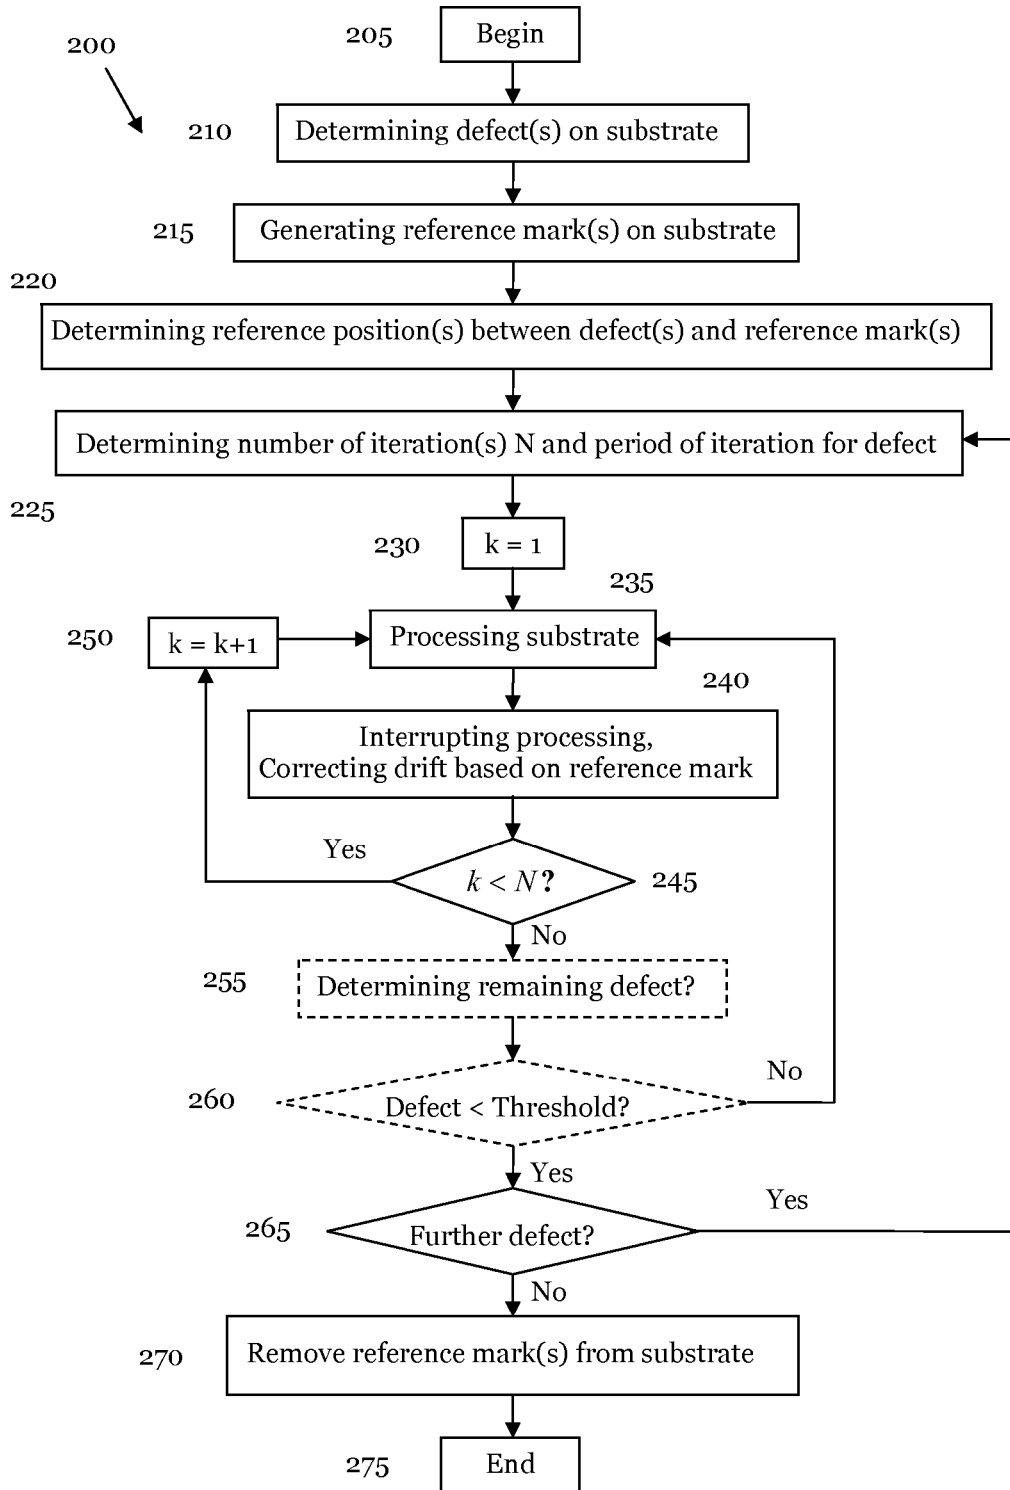 205
Begin
200
210
Determining defect(s) on substrate
215
Generating reference mark(s) on substrate
220
Determining reference position(s) between defect(s) and reference mark(s)
Determining number of iteration(s) N and period of iteration for defect
225
230
k = 1
235
250
k = k+1
Processing substrate
240
Interrupting processing,
Correcting drift based on reference mark
Yes
k < N?
245
No
255
Determining remaining defect?
No
260
Defect < Threshold?
Yes
Yes
265
Further defect?
No
270
Remove reference mark(s) from substrate
275
End